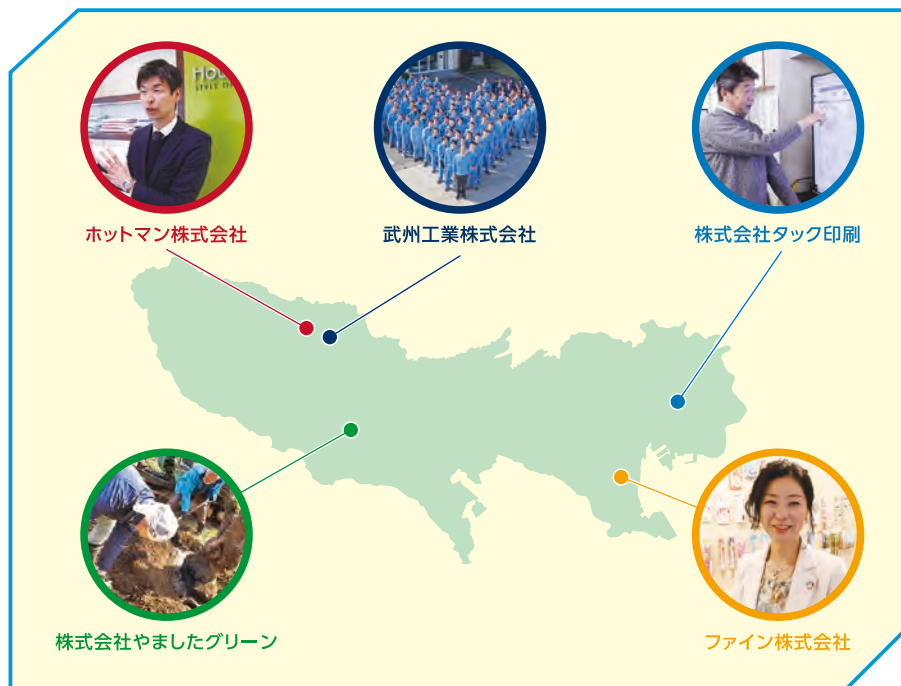 ホットマン株式会社
武州工業株式会社
株式会社タック印刷
株式会社やましたグリーン
ファイン株式会社